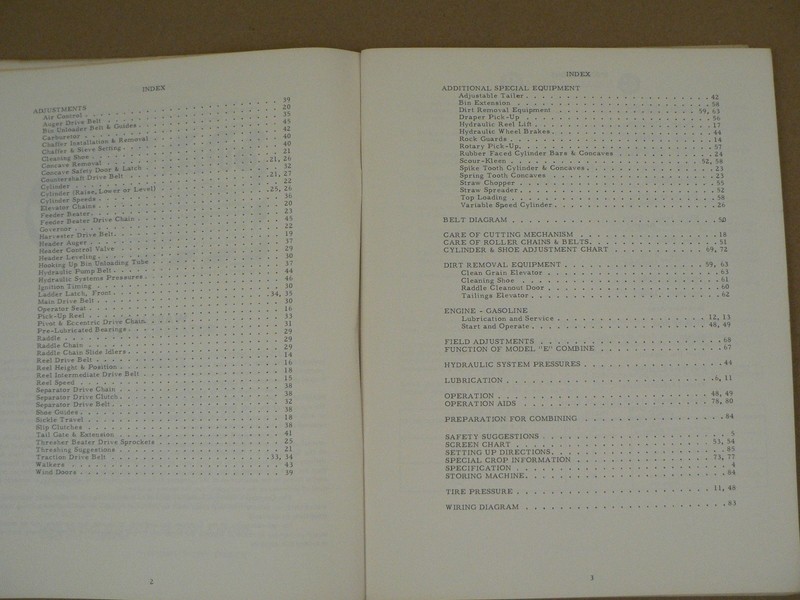 INDEX
ADJUSTMENTS
Air Control . . . 39
Auger Drive Belt . . . 20
Bin Unloader Belt & Guides . . . 35
Carburetor . . . 45
Chaffer Installation & Removal . . . 42
Chaffer & Sieve Setting . . . 40
Cleaning Shoe . . . 40
Concave Removal . . . 21
Concave Safety Door & Latch . . . 21, 26
Countershaft Drive Belt . . . 32
Cylinder . . . 21, 27
Cylinder (Raise, Lower or Level) . . . 22
Cylinder Speeds . . . 25, 26
Elevator Chains . . . 36
Feeder Beater . . . 20
Feeder Beater Drive Chain . . . 23
Governor . . . 45
Harvester Drive Belt . . . 22
Header Auger . . . 19
Header Control Valve . . . 37
Header Leveling . . . 29
Hooking Up Bin Unloading Tube . . . 30
Hydraulic Pump Belt . . . 37
Hydraulic Systems Pressures . . . 44
Ignition Timing . . . 46
Ladder Latch, Front . . . 30
Main Drive Belt . . . 34, 35
Operator Seat . . . 30
Pick-Up Reel . . . 16
Pivot & Eccentric Drive Chain . . . 33
Pre-Lubricated Bearings . . . 31
Raddle . . . 29
Raddle Chain . . . 29
Raddle Chain Slide Idlers . . . 29
Reel Drive Belt . . . 14
Reel Height & Position . . . 16
Reel Intermediate Drive Belt . . . 18
Reel Speed . . . 15
Separator Drive Chain . . . 38
Separator Drive Clutch . . . 38
Separator Drive Belt . . . 32
Shoe Guides . . . 38
Sickle Travel . . . 18
Slip Clutches . . . 38
Tail Gate & Extension . . . 41
Thresher Beater Drive Sprockets . . . 25
Threshing Suggestions . . . 21
Traction Drive Belt . . . 33, 34
Walkers . . . 43
Wind Doors . . . 39
2
INDEX
ADDITIONAL SPECIAL EQUIPMENT
Adjustable Tailer . . . 42
Bin Extension . . . 58
Dirt Removal Equipment . . . 59, 63
Draper Pick-Up . . . 56
Hydraulic Reel Lift . . . 17
Hydraulic Wheel Brakes . . . 44
Rock Guards . . . 14
Rotary Pick-Up . . . 57
Rubber Faced Cylinder Bars & Concaves . . . 24
Scour-Kleen . . . 52, 58
Spike Tooth Cylinder & Concaves . . . 23
Spring Tooth Concaves . . . 23
Straw Chopper . . . 55
Straw Spreader . . . 52
Top Loading . . . 58
Variable Speed Cylinder . . . 26
BELT DIAGRAM . . . 50
CARE OF CUTTING MECHANISM . . . 18
CARE OF ROLLER CHAINS & BELTS . . . 51
CYLINDER & SHOE ADJUSTMENT CHART . . . 69, 72
DIRT REMOVAL EQUIPMENT . . . 59, 63
Clean Grain Elevator . . . 63
Cleaning Shoe . . . 61
Raddle Cleanout Door . . . 60
Tailings Elevator . . . 62
ENGINE - GASOLINE
Lubrication and Service . . . 12, 13
Start and Operate . . . 48, 49
FIELD ADJUSTMENTS . . . 68
FUNCTION OF MODEL "E" COMBINE . . . 67
HYDRAULIC SYSTEM PRESSURES . . . 44
LUBRICATION . . . 6, 11
OPERATION . . . 48, 49
OPERATION AIDS . . . 78, 80
PREPARATION FOR COMBINING . . . 84
SAFETY SUGGESTIONS . . . 5
SCREEN CHART . . . 53, 54
SETTING UP DIRECTIONS . . . 85
SPECIAL CROP INFORMATION . . . 73, 77
SPECIFICATION . . . 4
STORING MACHINE . . . 84
TIRE PRESSURE . . . 11, 48
WIRING DIAGRAM . . . 83
3